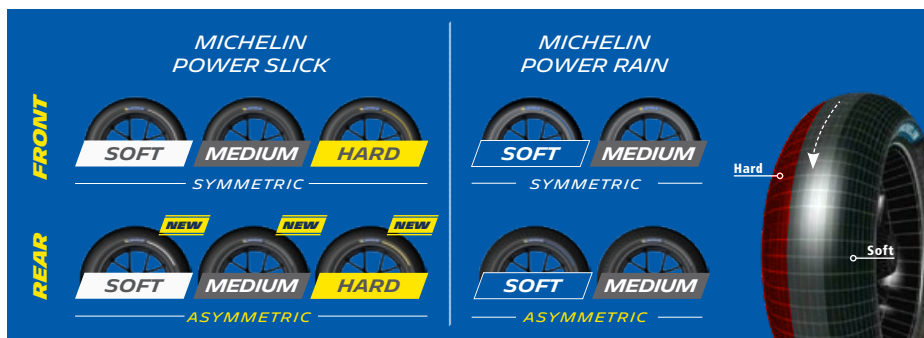 MICHELIN
POWER SLICK
MICHELIN
POWER RAIN
FRONT
SOFT
MEDIUM
HARD
SYMMETRIC
SOFT
MEDIUM
SYMMETRIC
REAR
NEW
NEW
NEW
SOFT
MEDIUM
HARD
ASYMMETRIC
SOFT
MEDIUM
ASYMMETRIC
Hard
Soft